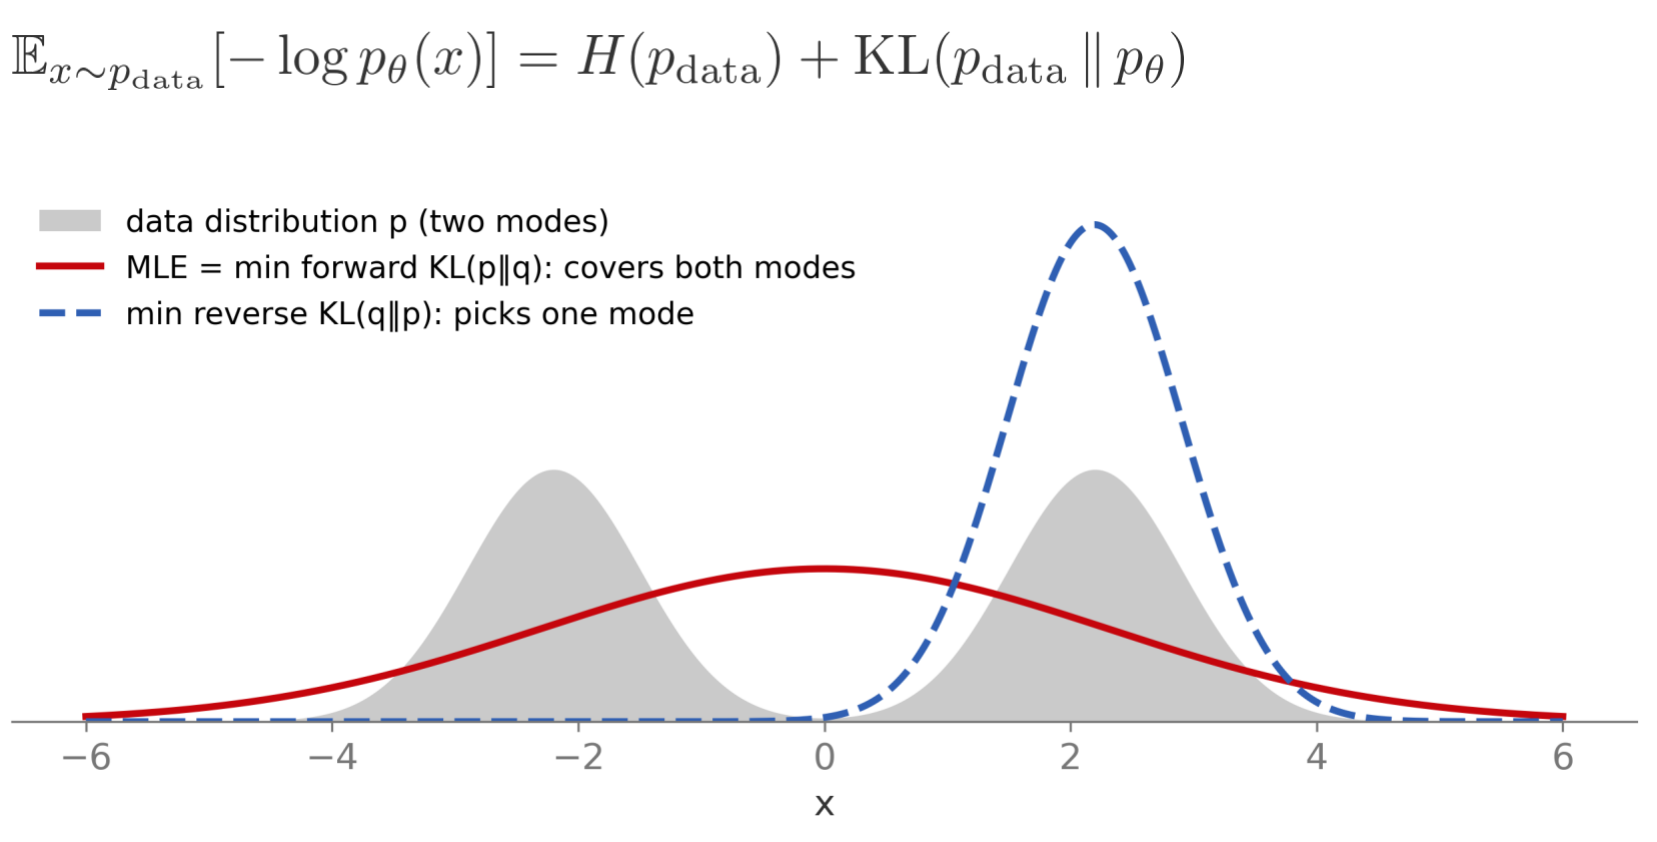 𝔼_{x∼p_data}[− log p_θ(x)] = H(p_data) + KL(p_data ‖ p_θ)
data distribution p (two modes)
MLE = min forward KL(p‖q): covers both modes
min reverse KL(q‖p): picks one mode
−6 −4 −2 0 2 4 6
x